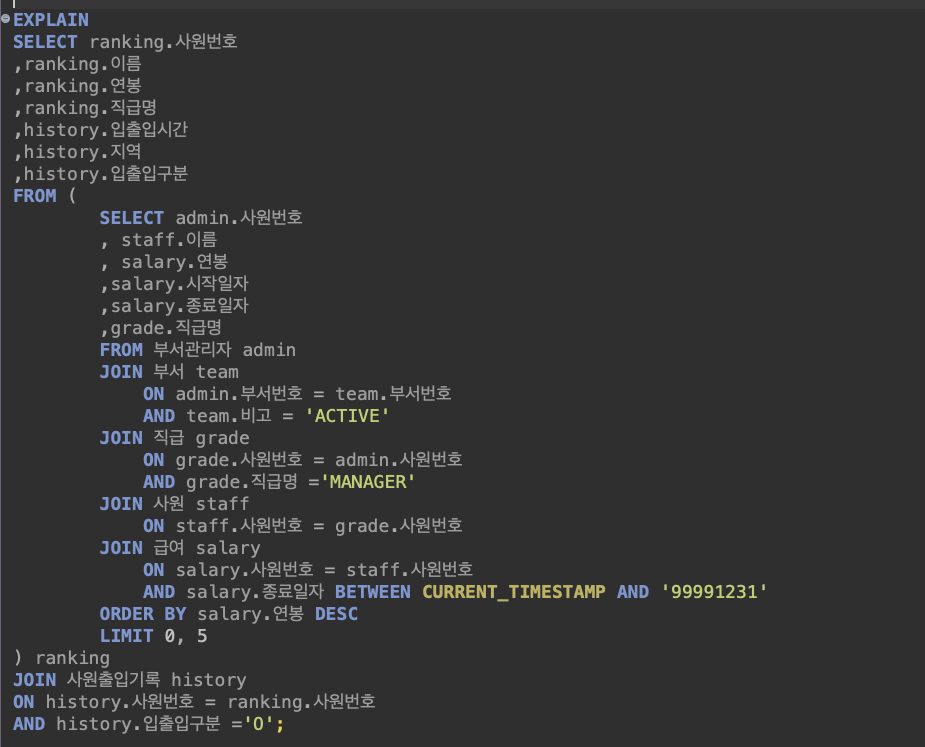 EXPLAIN
SELECT ranking.사원번호
,ranking.이름
,ranking.연봉
,ranking.직급명
,history.입출입시간
,history.지역
,history.입출입구분
FROM (
SELECT admin.사원번호
, staff.이름
, salary.연봉
,salary.시작일자
,salary.종료일자
,grade.직급명
FROM 부서관리자 admin
JOIN 부서 team
ON admin.부서번호 = team.부서번호
AND team.비고 = 'ACTIVE'
JOIN 직급 grade
ON grade.사원번호 = admin.사원번호
AND grade.직급명 ='MANAGER'
JOIN 사원 staff
ON staff.사원번호 = grade.사원번호
JOIN 급여 salary
ON salary.사원번호 = staff.사원번호
AND salary.종료일자 BETWEEN CURRENT_TIMESTAMP AND '99991231'
ORDER BY salary.연봉 DESC
LIMIT 0, 5
) ranking
JOIN 사원출입기록 history
ON history.사원번호 = ranking.사원번호
AND history.입출입구분 ='O';